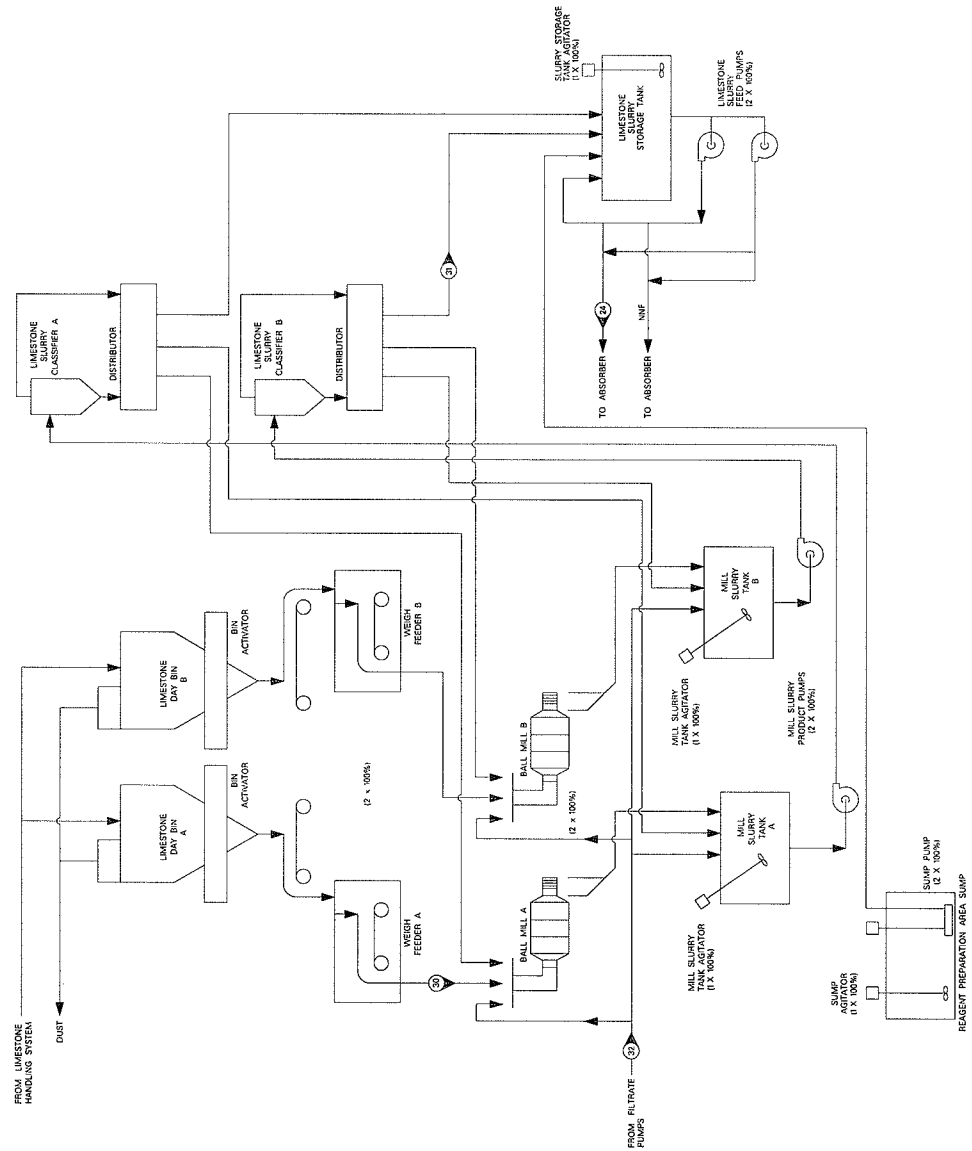 FROM LIMESTONE
HANDLING SYSTEM
DUST
LIMESTONE
DAY BIN
A
BIN
ACTIVATOR
LIMESTONE
DAY BIN
B
BIN
ACTIVATOR
LIMESTONE
SLURRY
CLASSIFIER A
DISTRIBUTOR
WEIGH
FEEDER A
(2 x 100%)
WEIGH
FEEDER B
LIMESTONE
SLURRY
CLASSIFIER B
DISTRIBUTOR
30
BALL MILL A
(2 x 100%)
BALL MILL B
31
SLURRY STORAGE
TANK AGITATOR
(1 X 100%)
LIMESTONE
SLURRY
STORAGE TANK
LIMESTONE
SLURRY
FEED PUMPS
(2 X 100%)
24
TO ABSORBER
NNF
TO ABSORBER
FROM FILTRATE
PUMPS
32
MILL SLURRY
TANK AGITATOR
(1 X 100%)
MILL
SLURRY
TANK
A
MILL SLURRY
TANK AGITATOR
(1 X 100%)
MILL
SLURRY
TANK
B
MILL SLURRY
PRODUCT PUMPS
(2 X 100%)
SUMP
AGITATOR
(1 X 100%)
SUMP PUMP
(2 X 100%)
REAGENT PREPARATION AREA SUMP